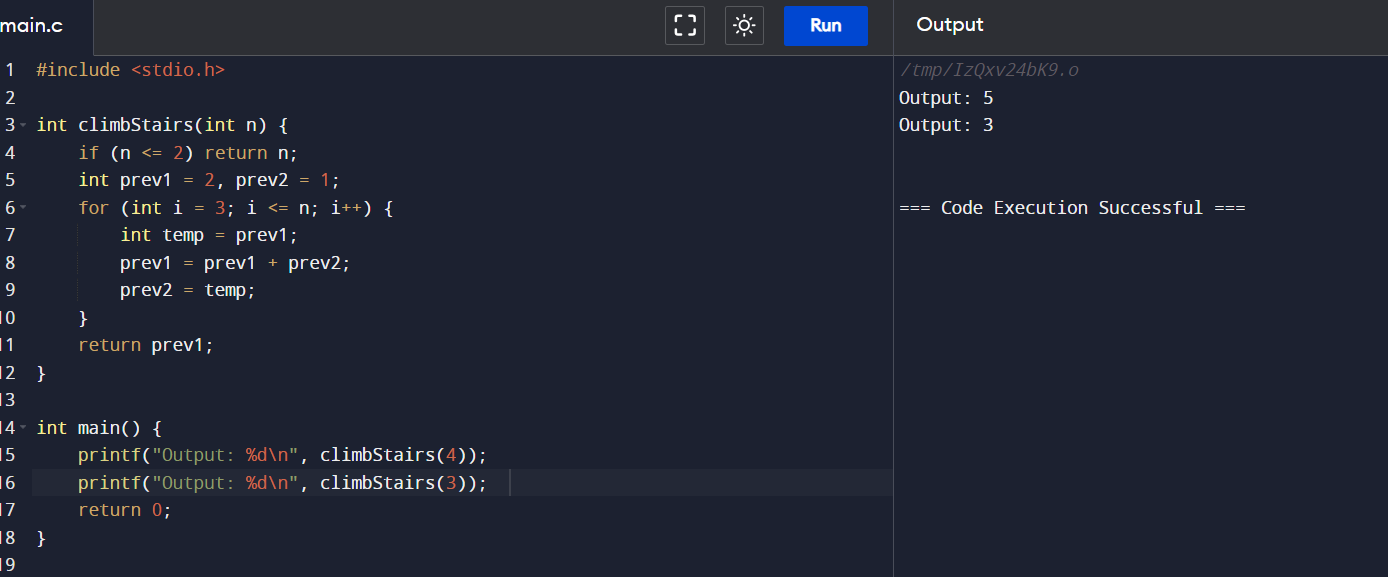 main.c
Run
Output
1 #include <stdio.h>
2
3 int climbStairs(int n) {
4     if (n <= 2) return n;
5     int prev1 = 2, prev2 = 1;
6     for (int i = 3; i <= n; i++) {
7         int temp = prev1;
8         prev1 = prev1 + prev2;
9         prev2 = temp;
10     }
11     return prev1;
12 }
13
14 int main() {
15     printf("Output: %d\n", climbStairs(4));
16     printf("Output: %d\n", climbStairs(3));
17     return 0;
18 }
19
/tmp/IzQxv24bK9.o
Output: 5
Output: 3
=== Code Execution Successful ===